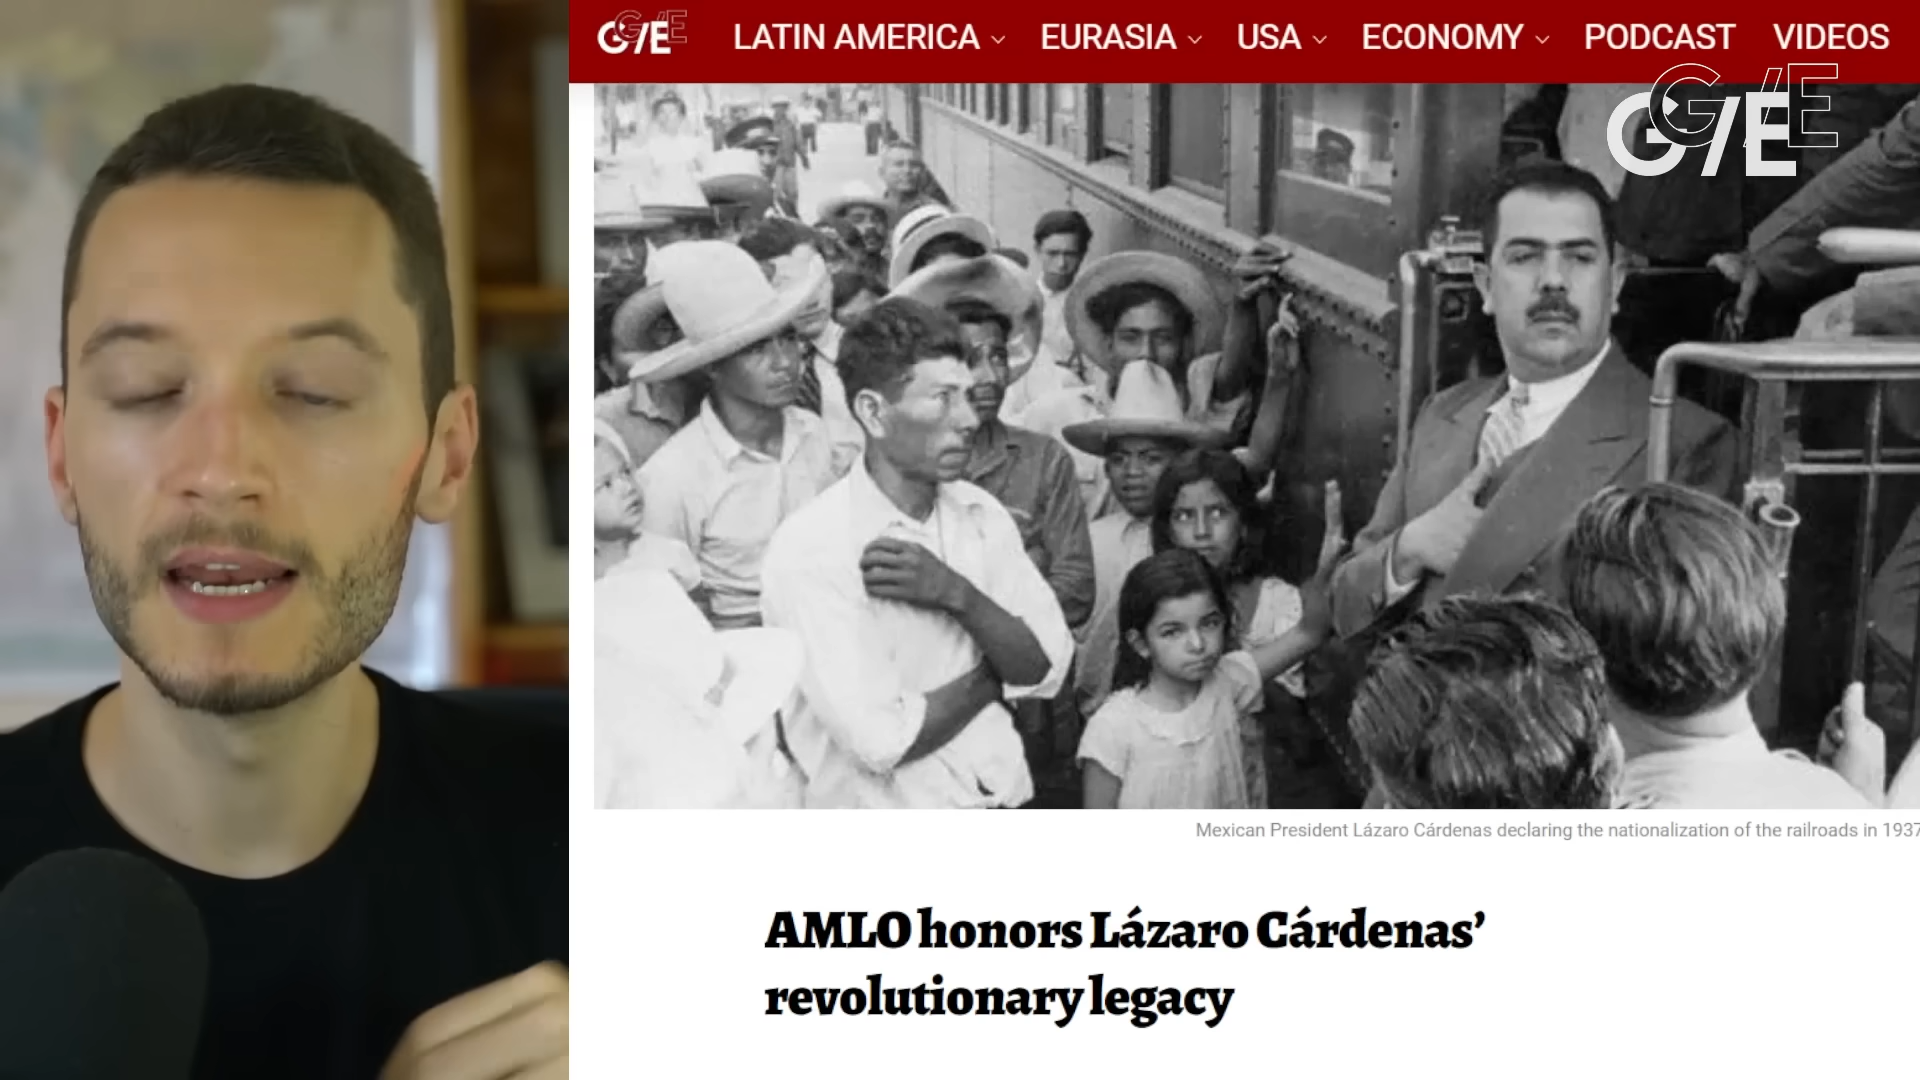 G/E
LATIN AMERICA
EURASIA
USA
ECONOMY
PODCAST
VIDEOS
G/E
Mexican President Lázaro Cárdenas declaring the nationalization of the railroads in 1937
AMLO honors Lázaro Cárdenas’
revolutionary legacy